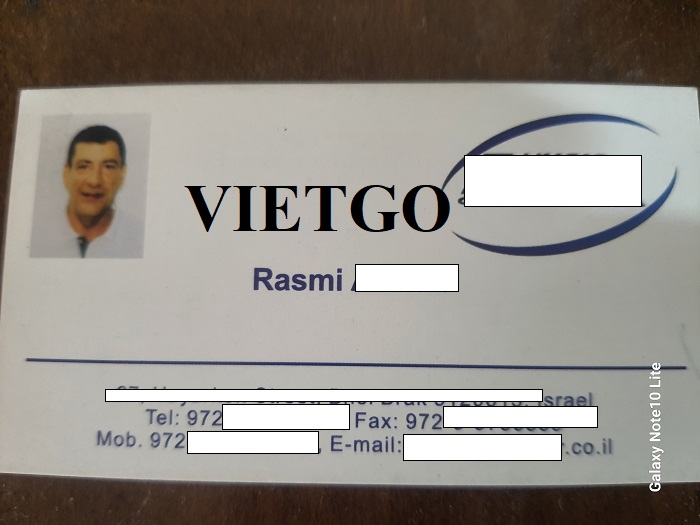 VIETGO
Rasmi
Israel
Tel: 972 Fax: 972
Mob. 972 E-mail: .co.il
Galaxy Note10 Lite